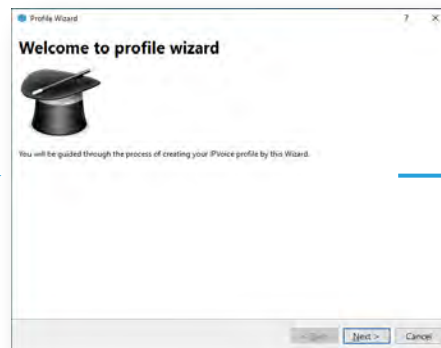 Profile Wizard
?
Welcome to profile wizard
You will be guided through the process of creating your IPVoice profile by this Wizard.
Next >
Cancel